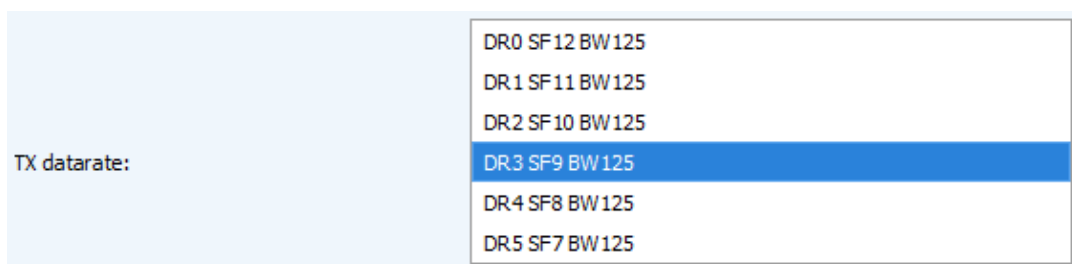 DR0 SF12 BW125
DR1 SF11 BW125
DR2 SF10 BW125
TX datarate:
DR3 SF9 BW125
DR4 SF8 BW125
DR5 SF7 BW125